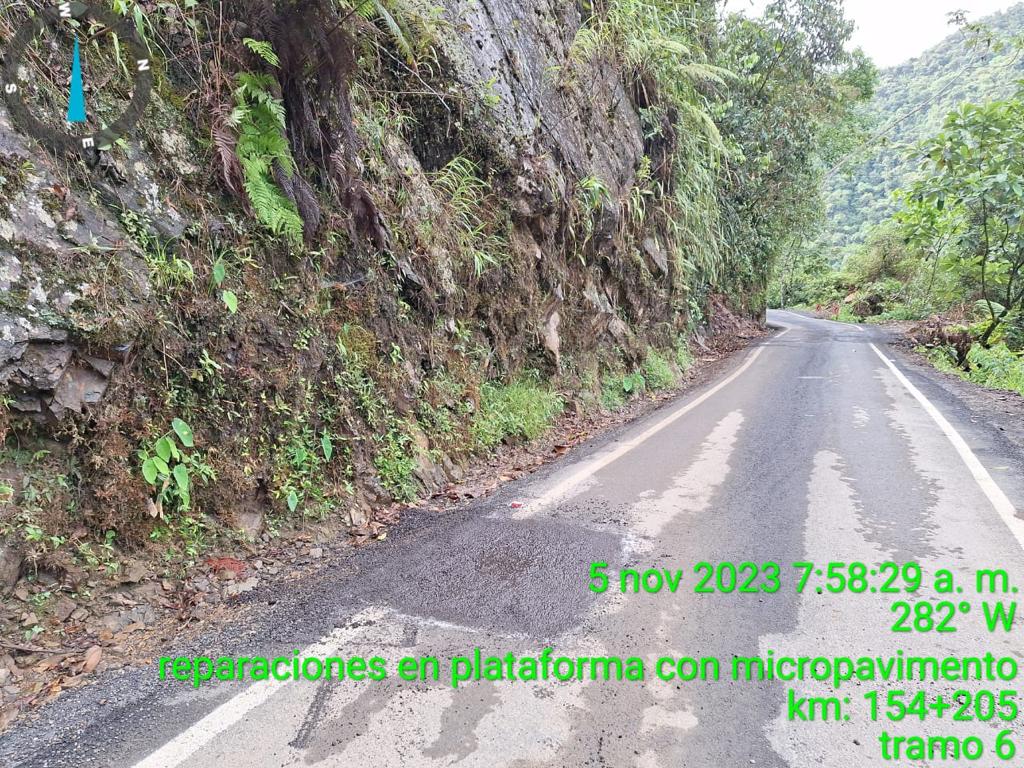 W
N
S
E
5 nov 2023 7:58:29 a. m.
282° W
reparaciones en plataforma con micropavimento
km: 154+205
tramo 6